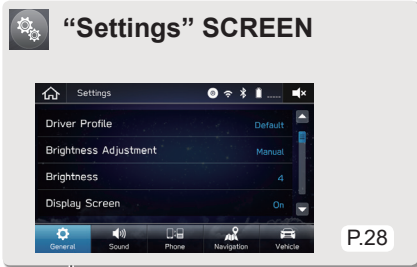 “Settings” SCREEN
Settings
Driver Profile Default
Brightness Adjustment Manual
Brightness 4
Display Screen On
General Sound Phone Navigation Vehicle
P.28